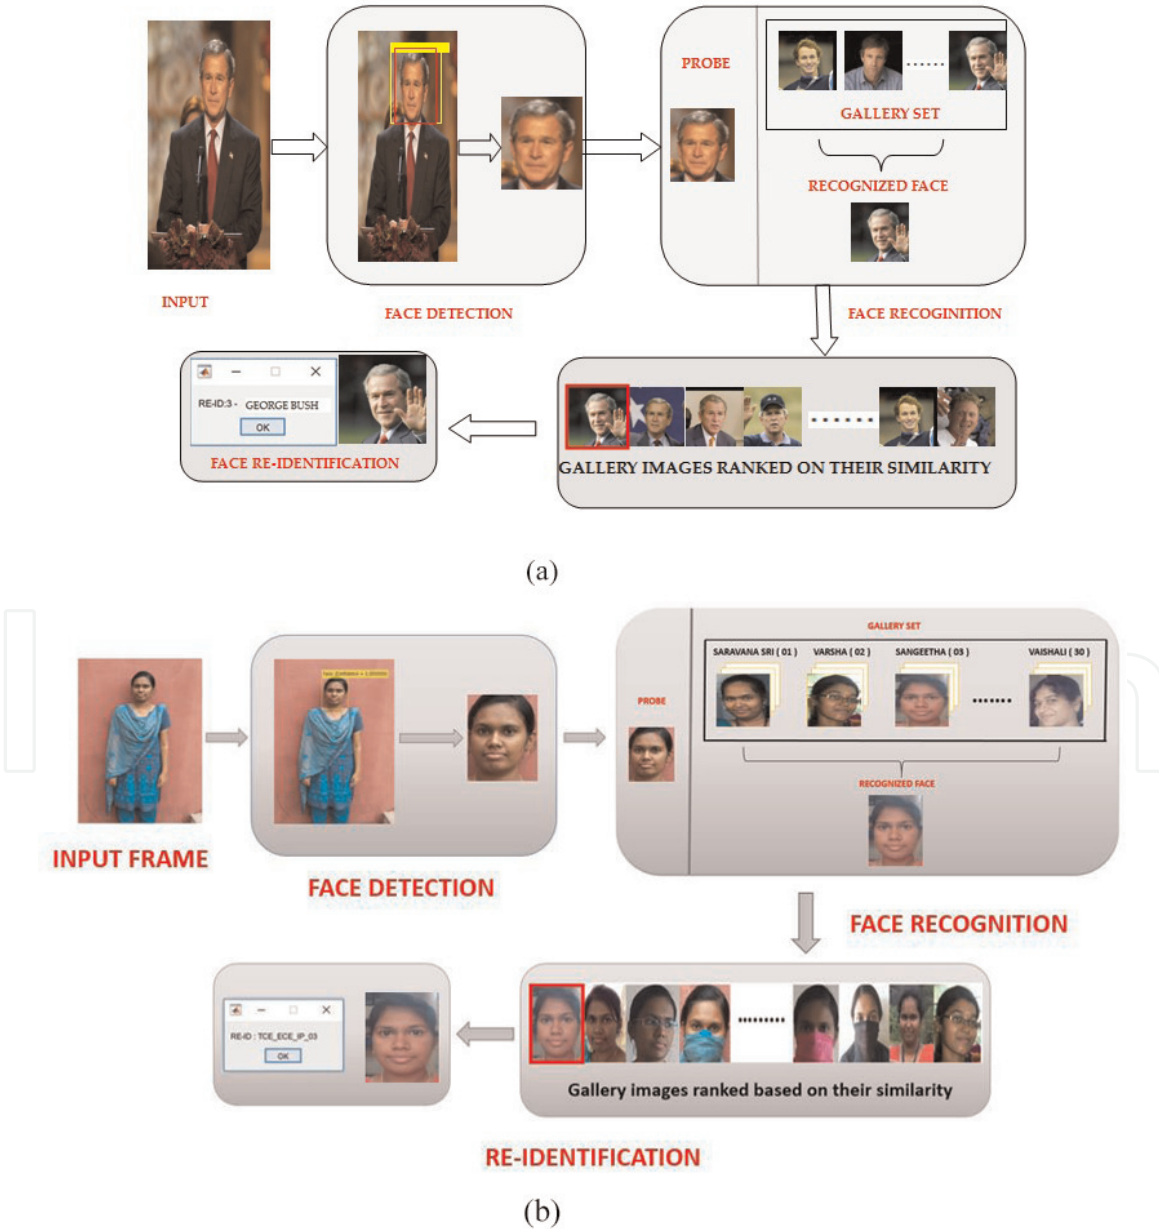 PROBE
GALLERY SET
RECOGNIZED FACE
INPUT
FACE DETECTION
FACE RECOGINITION
RE-ID:3 - GEORGE BUSH
OK
FACE RE-IDENTIFICATION
GALLERY IMAGES RANKED ON THEIR SIMILARITY
(a)
GALLERY SET
SARAVANA SRI ( 01 ) VARSHA ( 02 ) SANGEETHA ( 03 ) VAISHALI ( 30 )
PROBE
RECOGNIZED FACE
INPUT FRAME
FACE DETECTION
FACE RECOGNITION
RE-ID : TCE_ECE_IP_03
OK
Gallery images ranked based on their similarity
RE-IDENTIFICATION
(b)